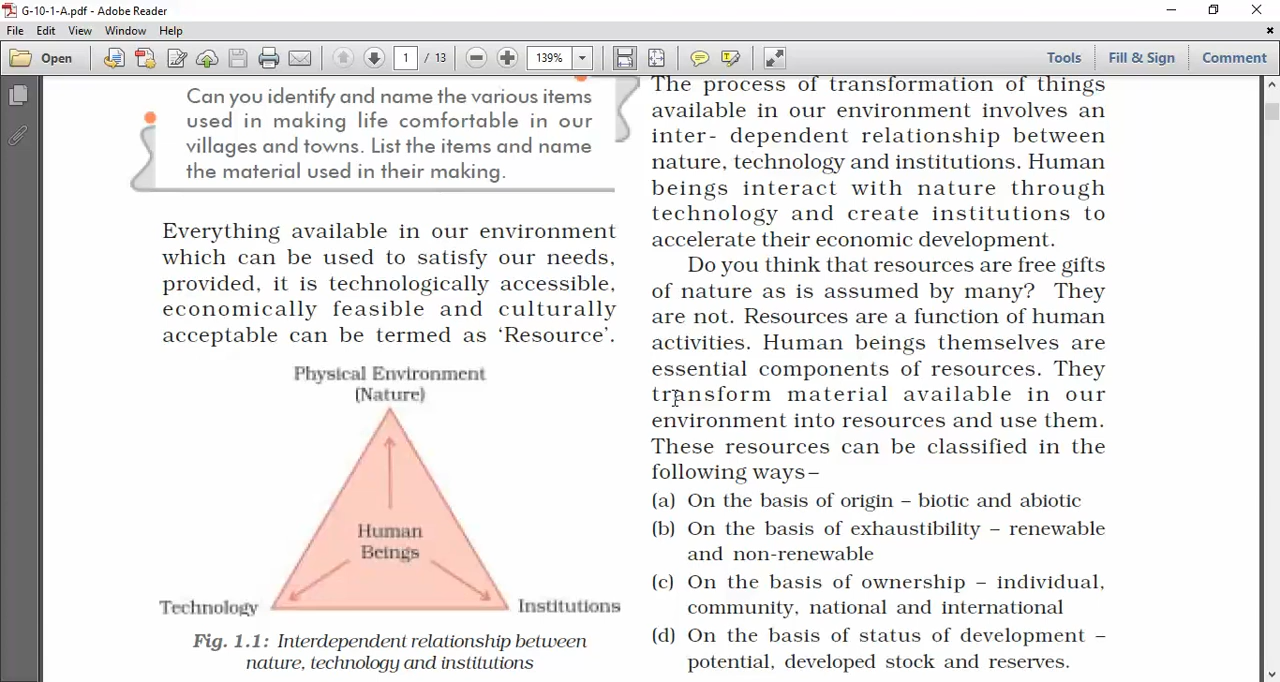 G-10-1-A.pdf - Adobe Reader
File Edit View Window Help
Open 1 / 13 139% Tools Fill & Sign Comment
Can you identify and name the various items
used in making life comfortable in our
villages and towns. List the items and name
the material used in their making.
Everything available in our environment
which can be used to satisfy our needs,
provided, it is technologically accessible,
economically feasible and culturally
acceptable can be termed as ‘Resource’.
Physical Environment
(Nature)
Human
Beings
Technology
Institutions
Fig. 1.1: Interdependent relationship between
nature, technology and institutions
The process of transformation of things
available in our environment involves an
inter- dependent relationship between
nature, technology and institutions. Human
beings interact with nature through
technology and create institutions to
accelerate their economic development.
Do you think that resources are free gifts
of nature as is assumed by many? They
are not. Resources are a function of human
activities. Human beings themselves are
essential components of resources. They
transform material available in our
environment into resources and use them.
These resources can be classified in the
following ways–
(a) On the basis of origin – biotic and abiotic
(b) On the basis of exhaustibility – renewable
and non-renewable
(c) On the basis of ownership – individual,
community, national and international
(d) On the basis of status of development –
potential, developed stock and reserves.